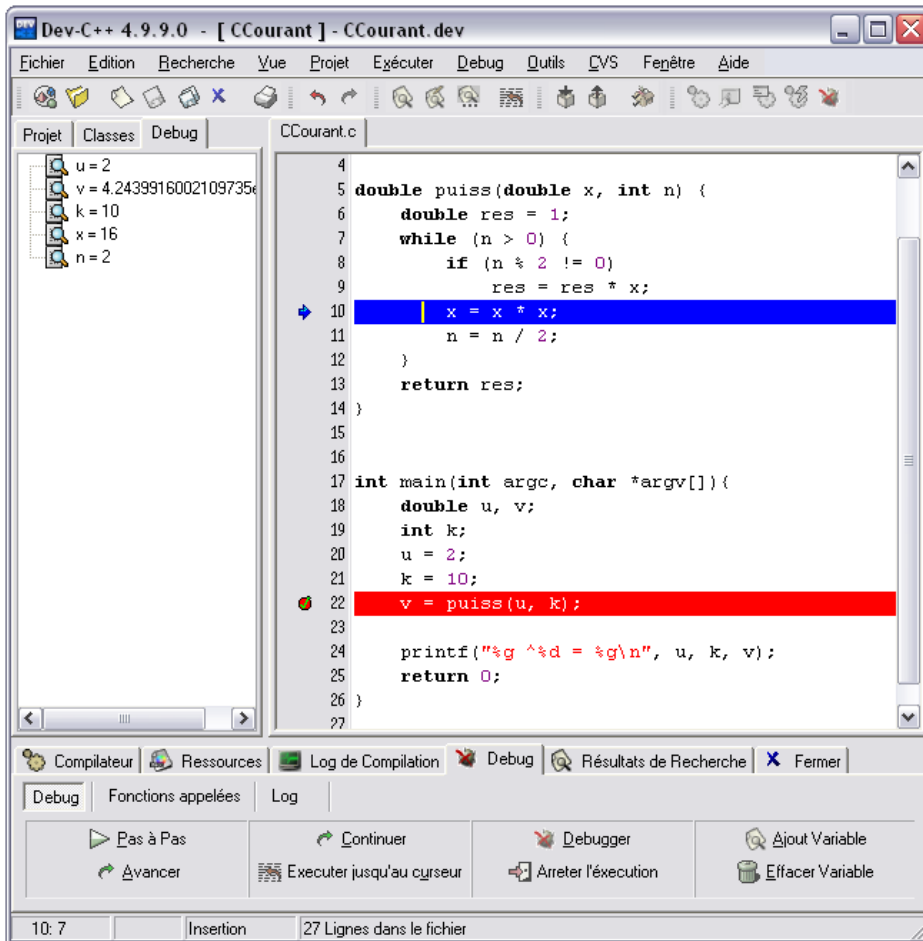 Dev-C++ 4.9.9.0 - [ CCourant ] - CCourant.dev
Fichier Edition Recherche Vue Projet Exécuter Debug Outils CVS Fenêtre Aide
Projet Classes Debug
u = 2
v = 4.2439916002109735e
k = 10
x = 16
n = 2
CCourant.c
4
5 double puiss(double x, int n) {
6     double res = 1;
7     while (n > 0) {
8         if (n % 2 != 0)
9             res = res * x;
10         x = x * x;
11         n = n / 2;
12     }
13     return res;
14 }
15
16
17 int main(int argc, char *argv[]){
18     double u, v;
19     int k;
20     u = 2;
21     k = 10;
22     v = puiss(u, k);
23
24     printf("%g ^%d = %g\n", u, k, v);
25     return 0;
26 }
27
Compilateur Ressources Log de Compilation Debug Résultats de Recherche Fermer
Debug Fonctions appelées Log
Pas à Pas Continuer Debugger Ajout Variable
Avancer Executer jusqu'au curseur Arreter l'éxecution Effacer Variable
10: 7 Insertion 27 Lignes dans le fichier